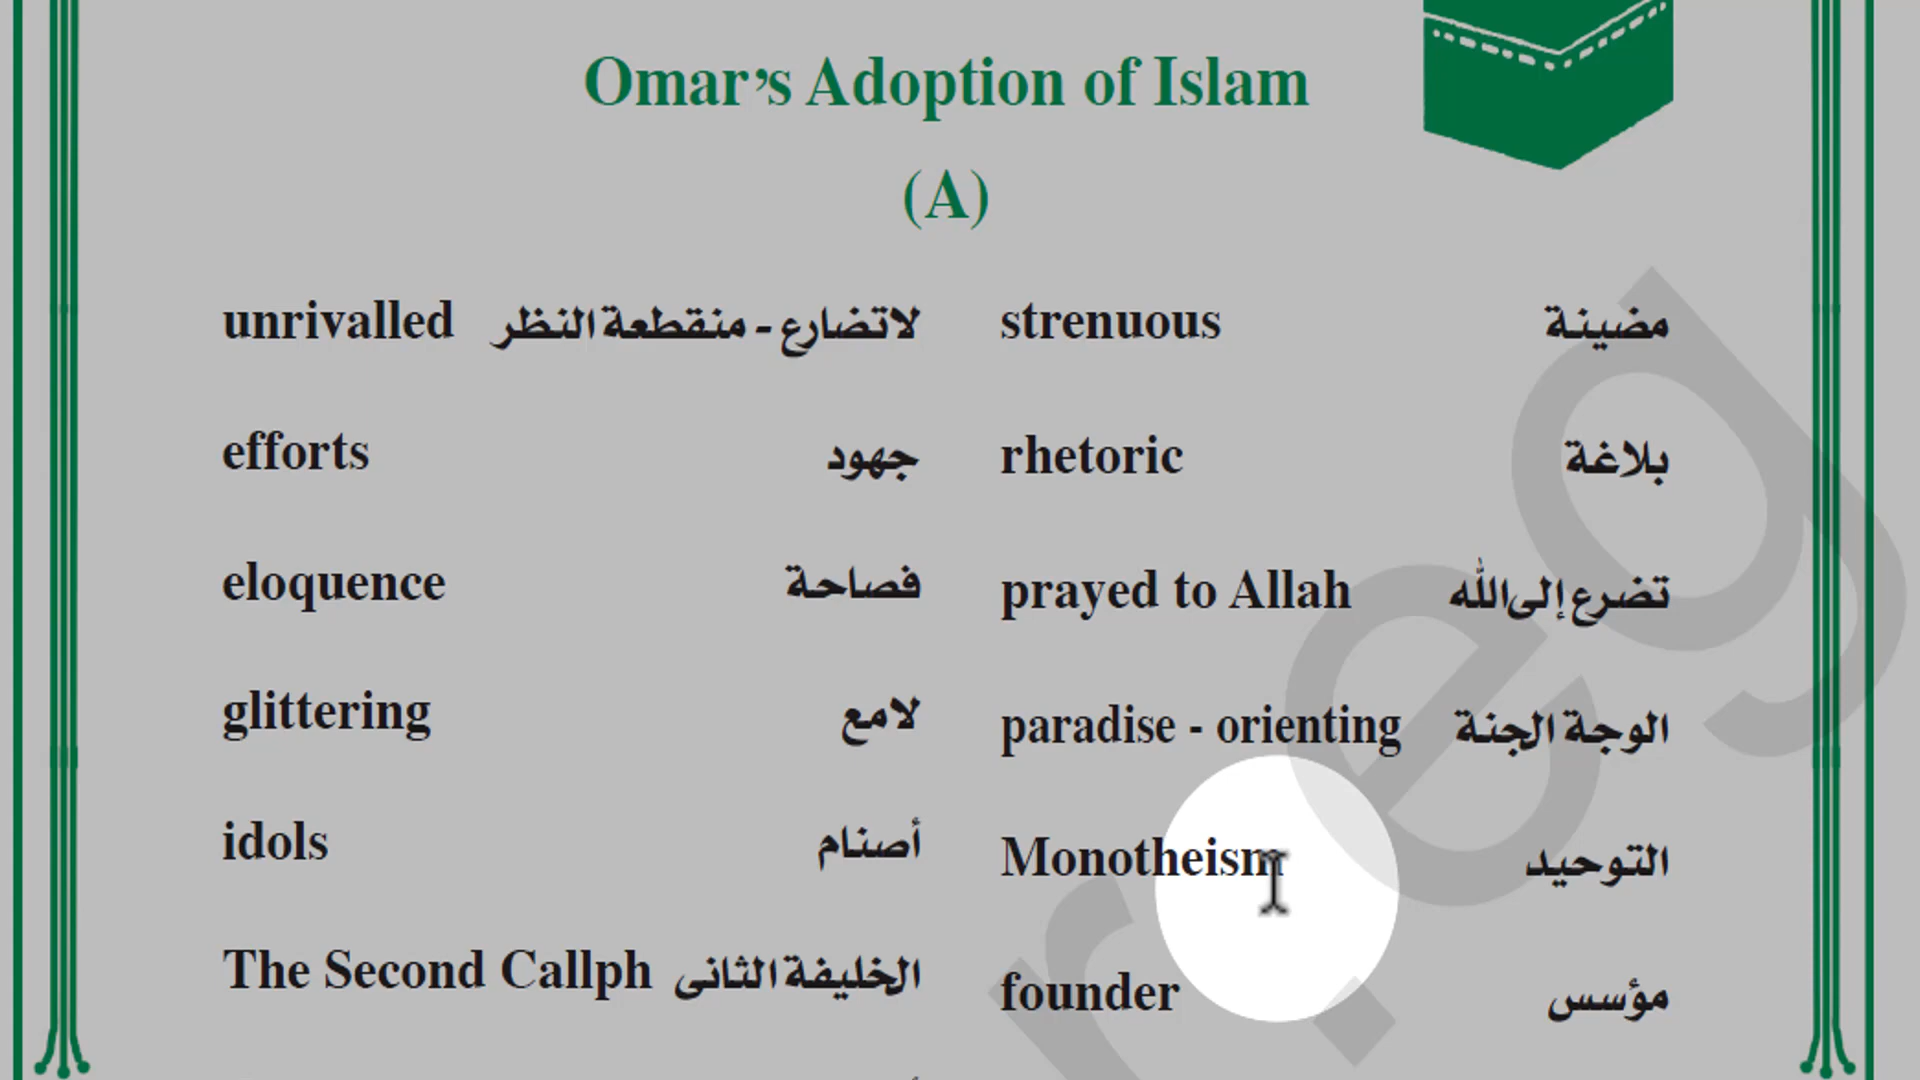 Omar's Adoption of Islam
(A)
unrivalled لاتضارع - منقطعة النظر strenuous مضينة
efforts جهود rhetoric بلاغة
eloquence فصاحة prayed to Allah تضرع إلى الله
glittering لامع paradise - orienting الوجة الجنة
idols أصنام Monotheism التوحيد
The Second Callph الخليفة الثانى founder مؤسس
r.eg